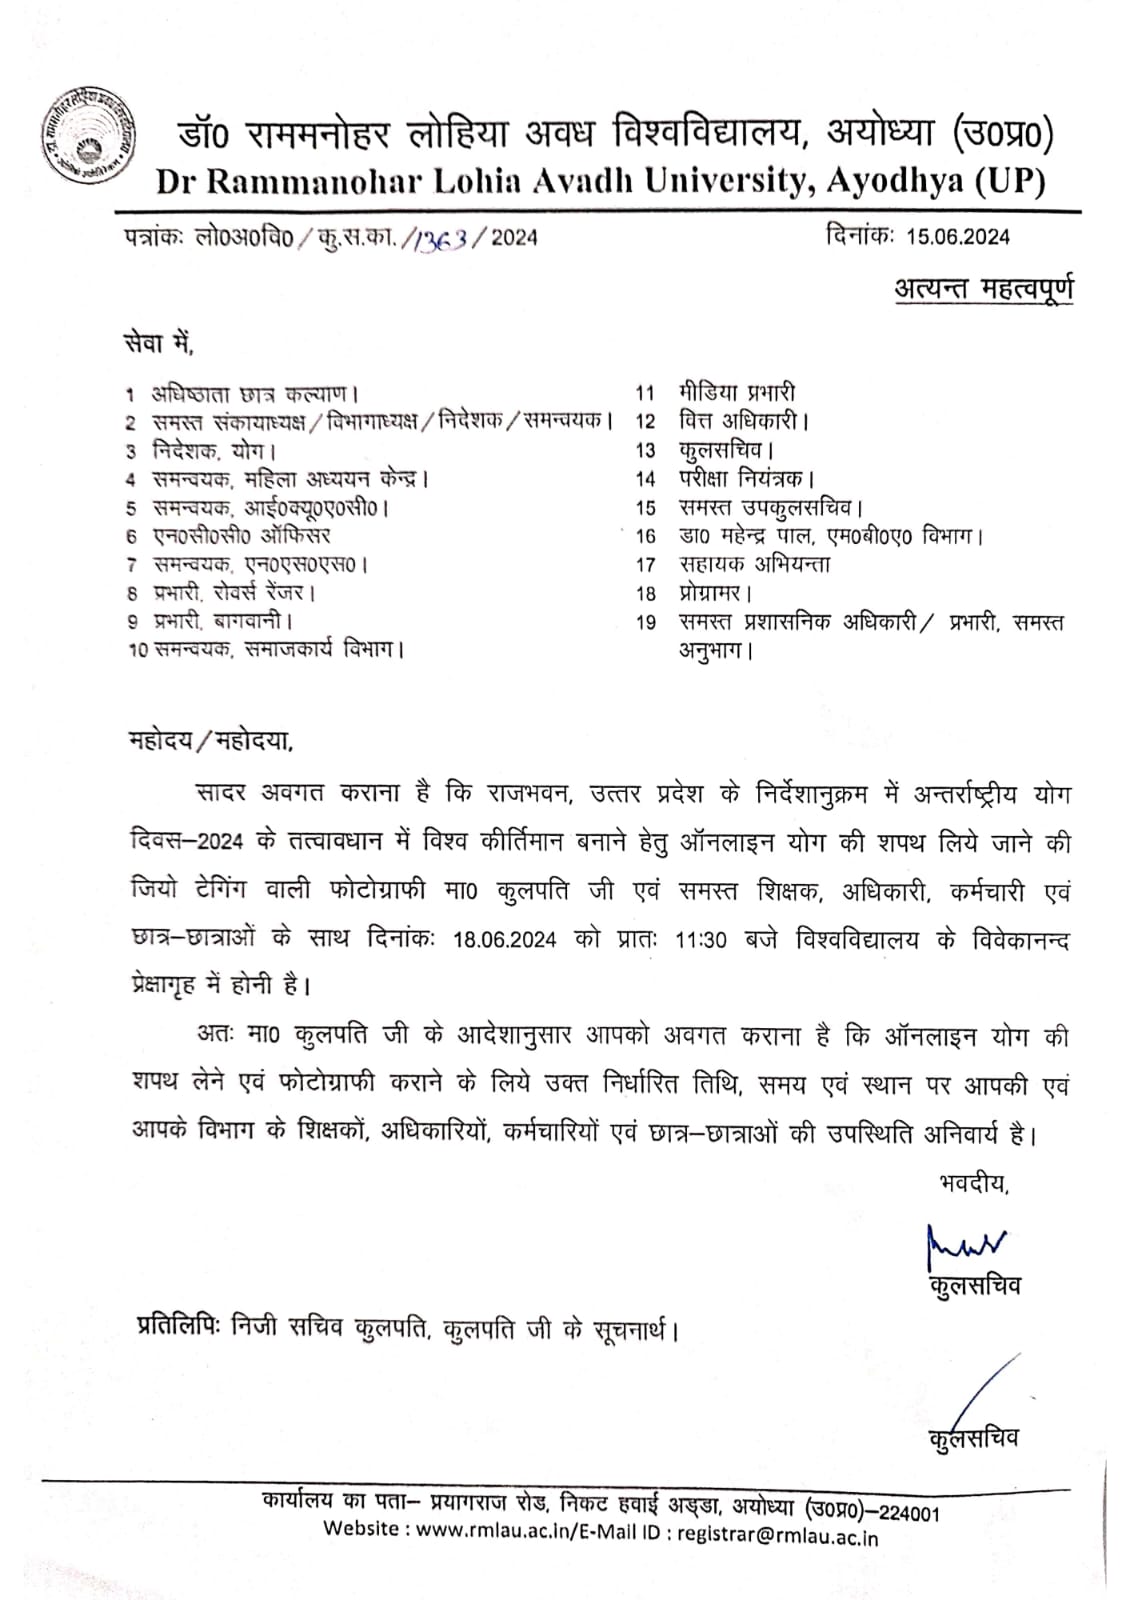 डॉ0 राममनोहर लोहिया अवध विश्वविद्यालय, अयोध्या (उ0प्र0)
Dr Rammanohar Lohia Avadh University, Ayodhya (UP)
पत्रांकः लो0अ0वि0/कु.स.का./1363/2024 दिनांकः 15.06.2024
अत्यन्त महत्वपूर्ण
सेवा में,
1 अधिष्ठाता छात्र कल्याण।
2 समस्त संकायाध्यक्ष/विभागाध्यक्ष/निदेशक/समन्वयक।
3 निदेशक, योग।
4 समन्वयक, महिला अध्ययन केन्द्र।
5 समन्वयक, आई0क्यू0ए0सी0।
6 एन0सी0सी0 ऑफिसर
7 समन्वयक, एन0एस0एस0।
8 प्रभारी, रोवर्स रेंजर।
9 प्रभारी, बागवानी।
10 समन्वयक, समाजकार्य विभाग।
11 मीडिया प्रभारी
12 वित्त अधिकारी।
13 कुलसचिव।
14 परीक्षा नियंत्रक।
15 समस्त उपकुलसचिव।
16 डा0 महेन्द्र पाल, एम0बी0ए0 विभाग।
17 सहायक अभियन्ता
18 प्रोग्रामर।
19 समस्त प्रशासनिक अधिकारी/ प्रभारी, समस्त
अनुभाग।
महोदय/महोदया,
सादर अवगत कराना है कि राजभवन, उत्तर प्रदेश के निर्देशानुक्रम में अन्तर्राष्ट्रीय योग
दिवस–2024 के तत्वावधान में विश्व कीर्तिमान बनाने हेतु ऑनलाइन योग की शपथ लिये जाने की
जियो टेगिंग वाली फोटोग्राफी मा0 कुलपति जी एवं समस्त शिक्षक, अधिकारी, कर्मचारी एवं
छात्र–छात्राओं के साथ दिनांकः 18.06.2024 को प्रातः 11:30 बजे विश्वविद्यालय के विवेकानन्द
प्रेक्षागृह में होनी है।
अतः मा0 कुलपति जी के आदेशानुसार आपको अवगत कराना है कि ऑनलाइन योग की
शपथ लेने एवं फोटोग्राफी कराने के लिये उक्त निर्धारित तिथि, समय एवं स्थान पर आपकी एवं
आपके विभाग के शिक्षकों, अधिकारियों, कर्मचारियों एवं छात्र–छात्राओं की उपस्थिति अनिवार्य है।
भवदीय,
कुलसचिव
प्रतिलिपिः निजी सचिव कुलपति, कुलपति जी के सूचनार्थ।
कुलसचिव
कार्यालय का पता– प्रयागराज रोड, निकट हवाई अड्डा, अयोध्या (उ0प्र0)–224001
Website : www.rmlau.ac.in/E-Mail ID : registrar@rmlau.ac.in